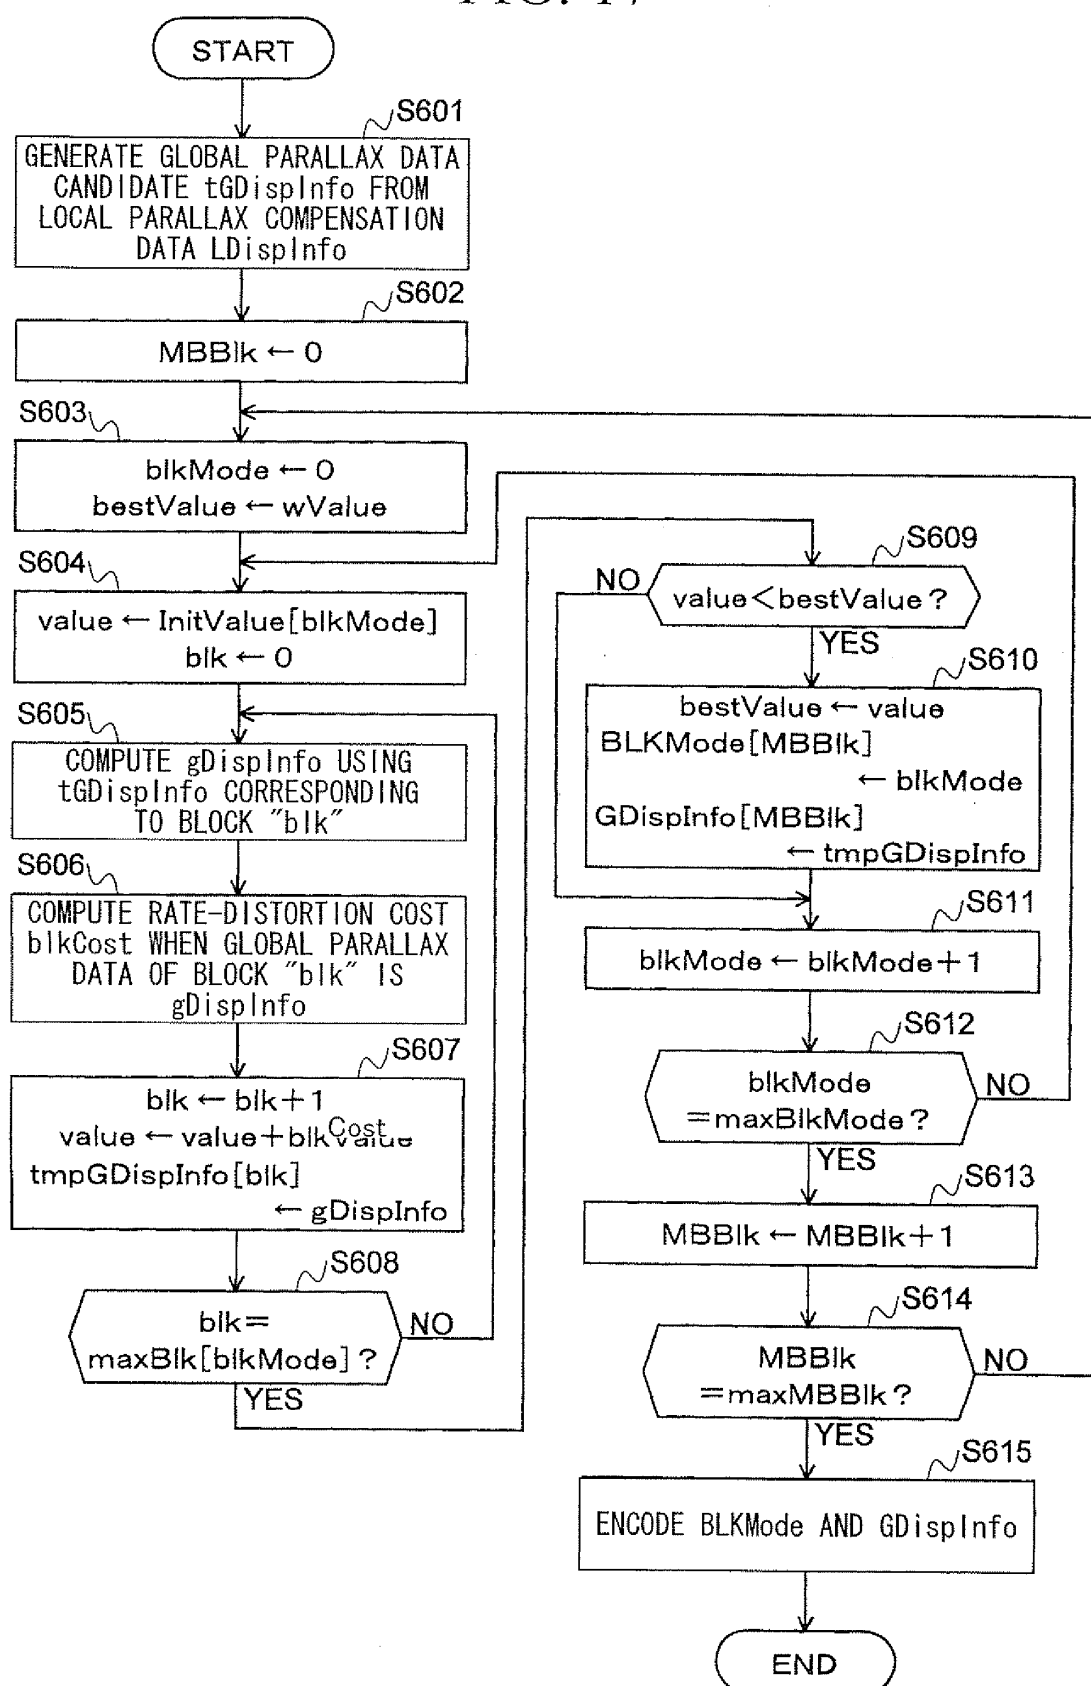 START
S601
GENERATE GLOBAL PARALLAX DATA
CANDIDATE tGDispInfo FROM
LOCAL PARALLAX COMPENSATION
DATA LDispInfo
S602
MBBlk ← 0
S603
blkMode ← 0
bestValue ← wValue
S604
value ← InitValue[blkMode]
blk ← 0
S605
COMPUTE gDispInfo USING
tGDispInfo CORRESPONDING
TO BLOCK "blk"
S606
COMPUTE RATE-DISTORTION COST
blkCost WHEN GLOBAL PARALLAX
DATA OF BLOCK "blk" IS
gDispInfo
S607
blk ← blk+1
value ← value+blkCost
tmpGDispInfo[blk]
← gDispInfo
S608
blk=
maxBlk[blkMode]?
NO
YES
S609
value<bestValue?
NO
YES
S610
bestValue ← value
BLKMode[MBBlk]
← blkMode
GDispInfo[MBBlk]
← tmpGDispInfo
S611
blkMode ← blkMode+1
S612
blkMode
=maxBlkMode?
NO
YES
S613
MBBlk ← MBBlk+1
S614
MBBlk
=maxMBBlk?
NO
YES
S615
ENCODE BLKMode AND GDispInfo
END